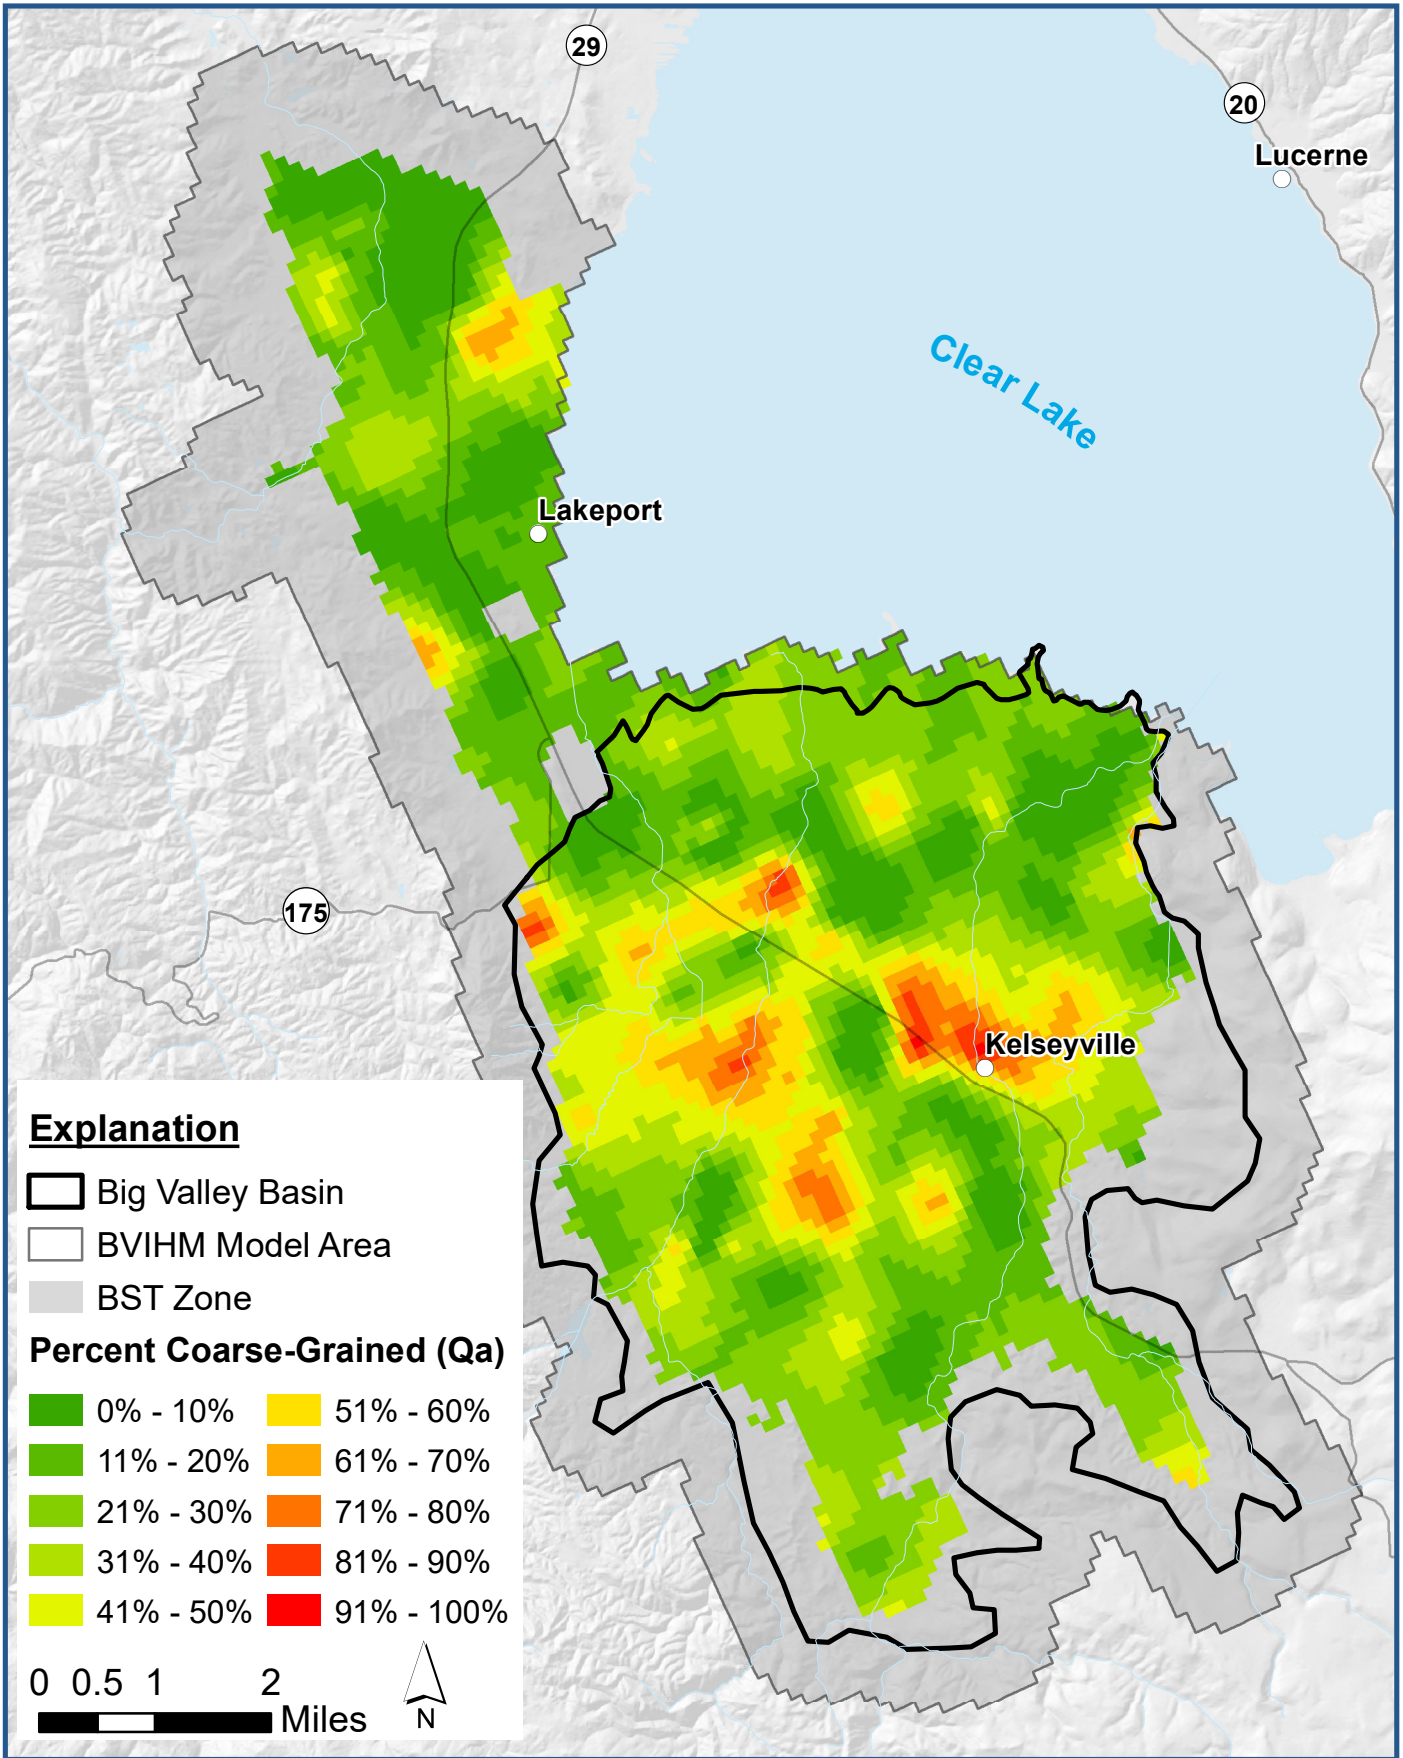 29
20
Lucerne
Clear Lake
Lakeport
175
Kelseyville
Explanation
Big Valley Basin
BVIHM Model Area
BST Zone
Percent Coarse-Grained (Qa)
0% - 10%
51% - 60%
11% - 20%
61% - 70%
21% - 30%
71% - 80%
31% - 40%
81% - 90%
41% - 50%
91% - 100%
0 0.5 1 2
Miles
N